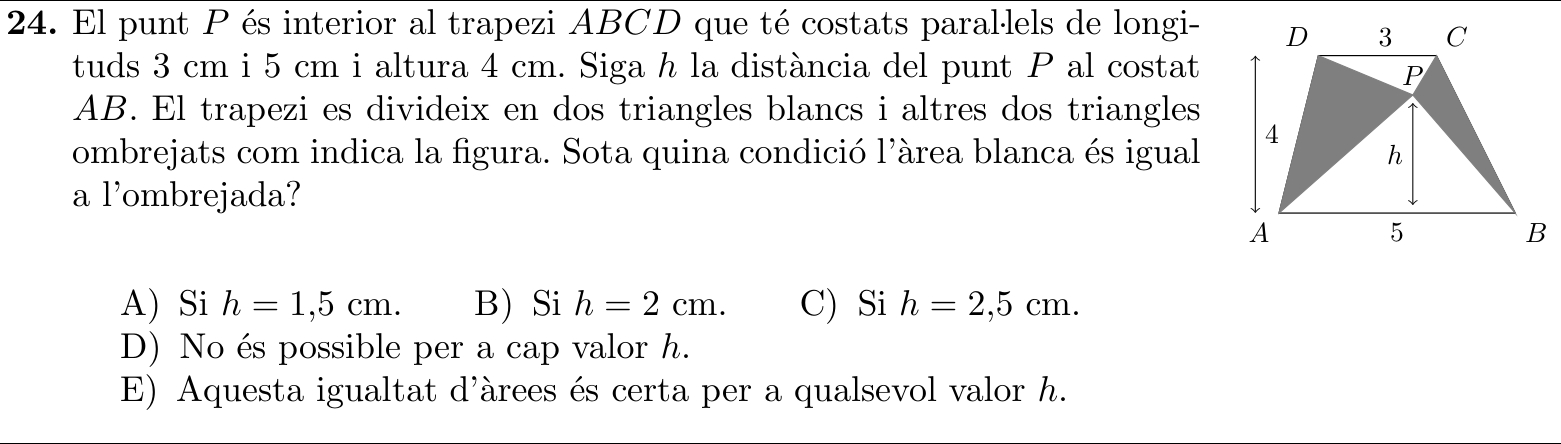 24. El punt P és interior al trapezi ABCD que té costats paral·lels de longi-
tuds 3 cm i 5 cm i altura 4 cm. Siga h la distància del punt P al costat
AB. El trapezi es divideix en dos triangles blancs i altres dos triangles
ombrejats com indica la figura. Sota quina condició l'àrea blanca és igual
a l'ombrejada?
D 3 C
P
4
h
A 5 B
A) Si h = 1,5 cm. B) Si h = 2 cm. C) Si h = 2,5 cm.
D) No és possible per a cap valor h.
E) Aquesta igualtat d'àrees és certa per a qualsevol valor h.